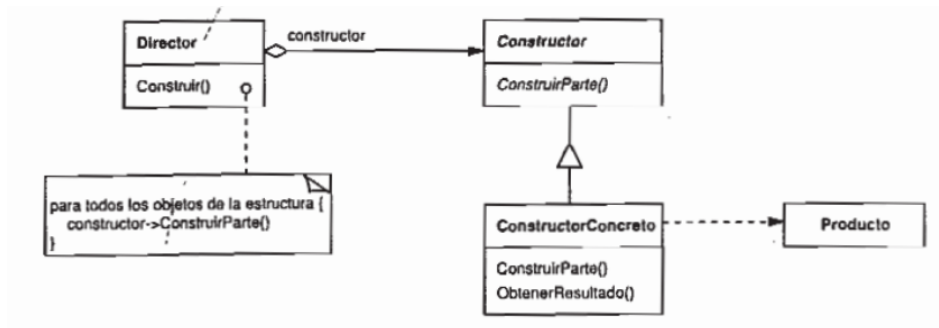 Director
Construir()
constructor
Constructor
ConstruirParte()
para todos los objetos de la estructura {
constructor->ConstruirParte()
}
ConstructorConcreto
ConstruirParte()
ObtenerResultado()
Producto